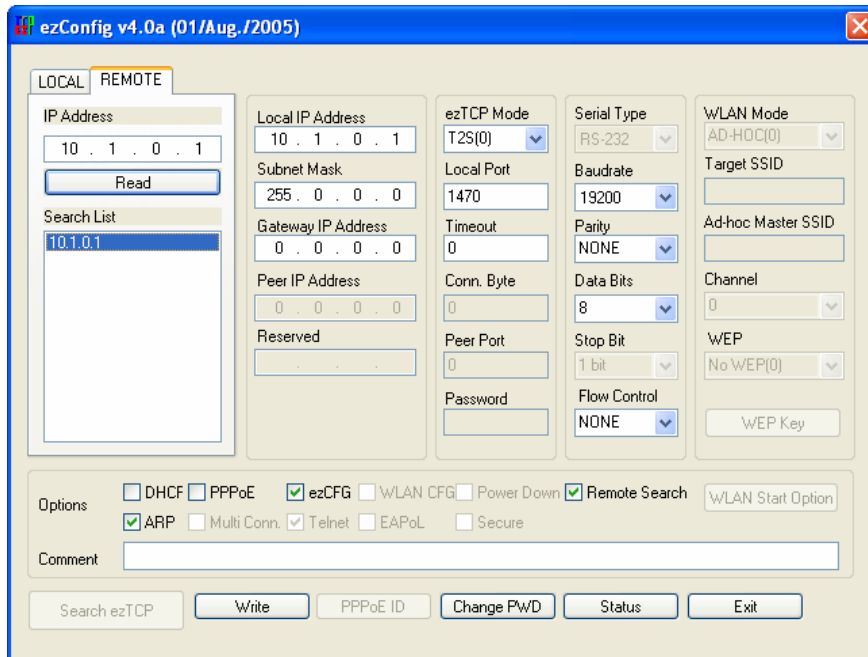 ezConfig v4.0a (01/Aug./2005)
LOCAL REMOTE
IP Address
10 . 1 . 0 . 1
Read
Search List
10.1.0.1
Local IP Address
10 . 1 . 0 . 1
Subnet Mask
255 . 0 . 0 . 0
Gateway IP Address
0 . 0 . 0 . 0
Peer IP Address
0 . 0 . 0 . 0
Reserved
. . .
ezTCP Mode
T2S(0)
Local Port
1470
Timeout
0
Conn. Byte
0
Peer Port
0
Password
Serial Type
RS-232
Baudrate
19200
Parity
NONE
Data Bits
8
Stop Bit
1 bit
Flow Control
NONE
WLAN Mode
AD-HOC(0)
Target SSID
Ad-hoc Master SSID
Channel
0
WEP
No WEP(0)
WEP Key
Options
DHCP PPPoE ezCFG WLAN CFG Power Down Remote Search WLAN Start Option
ARP Multi Conn. Telnet EAPoL Secure
Comment
Search ezTCP Write PPPoE ID Change PWD Status Exit